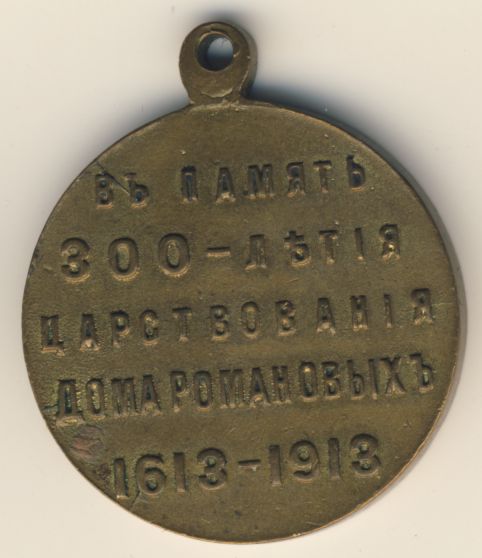 ВЪ ПАМЯТЬ
300-ЛѢТІЯ
ЦАРСТВОВАНІЯ
ДОМА РОМАНОВЫХЪ
1613-1913